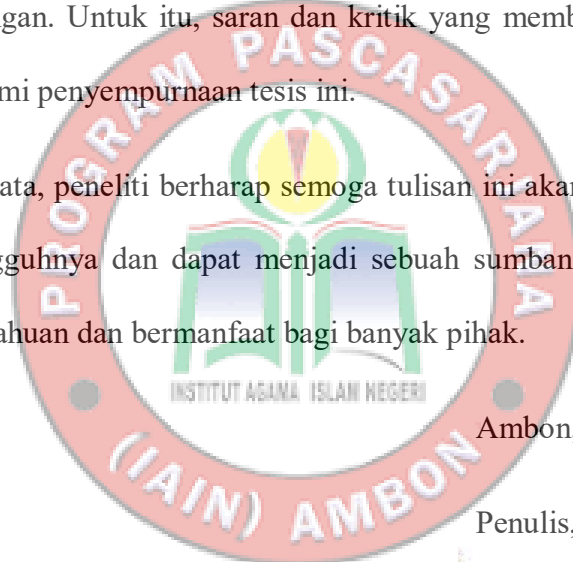 gan. Untuk itu, saran dan kritik yang memb
mi penyempurnaan tesis ini.
ata, peneliti berharap semoga tulisan ini akan
gguhnya dan dapat menjadi sebuah sumban
ahuan dan bermanfaat bagi banyak pihak.
Ambon,
Penulis,
PROGRAM PASCASARJANA
INSTITUT AGAMA ISLAM NEGERI
(IAIN) AMBON